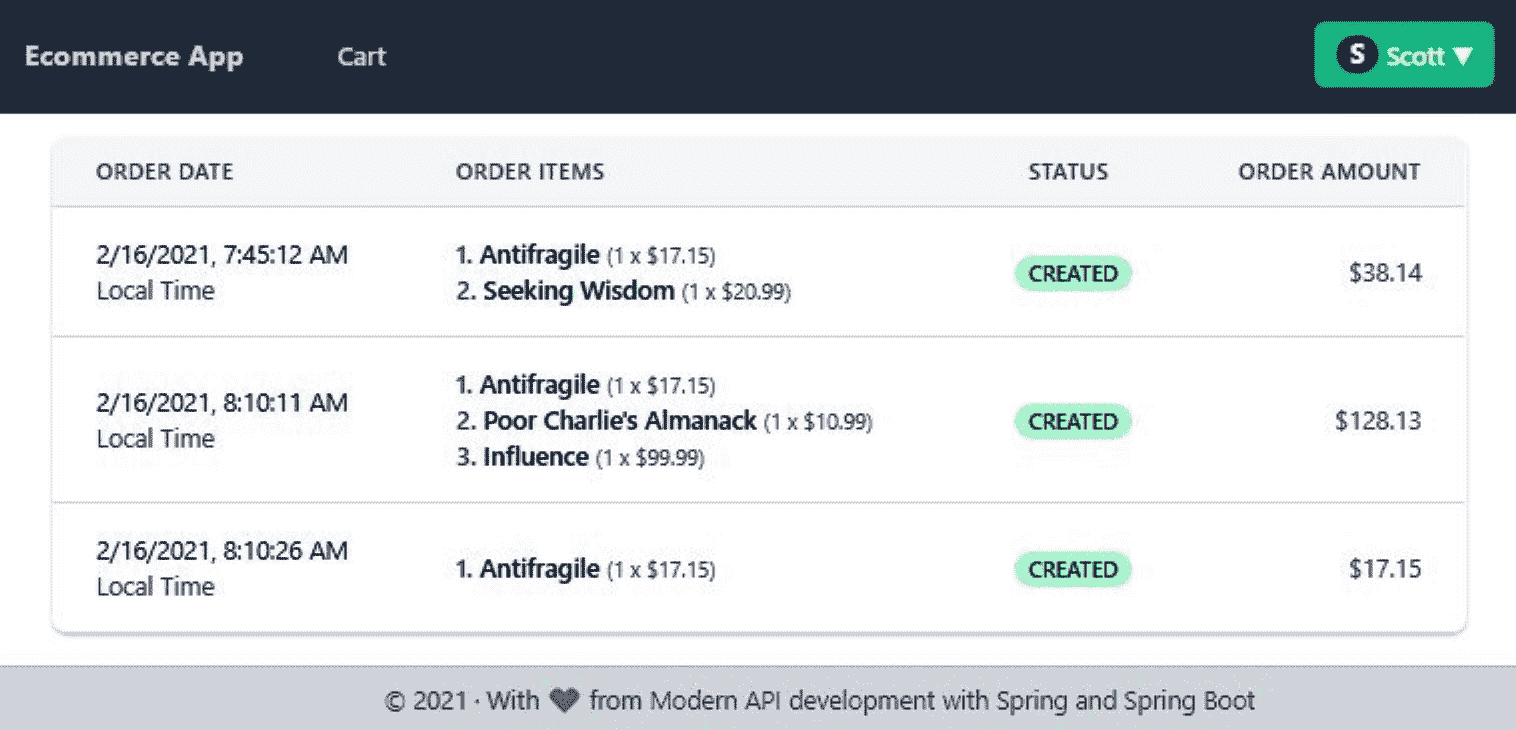 Ecommerce App Cart S Scott ▼
ORDER DATE ORDER ITEMS STATUS ORDER AMOUNT
2/16/2021, 7:45:12 AM
Local Time
1. Antifragile (1 x $17.15)
2. Seeking Wisdom (1 x $20.99)
CREATED
$38.14
2/16/2021, 8:10:11 AM
Local Time
1. Antifragile (1 x $17.15)
2. Poor Charlie's Almanack (1 x $10.99)
3. Influence (1 x $99.99)
CREATED
$128.13
2/16/2021, 8:10:26 AM
Local Time
1. Antifragile (1 x $17.15)
CREATED
$17.15
© 2021 · With ♥ from Modern API development with Spring and Spring Boot